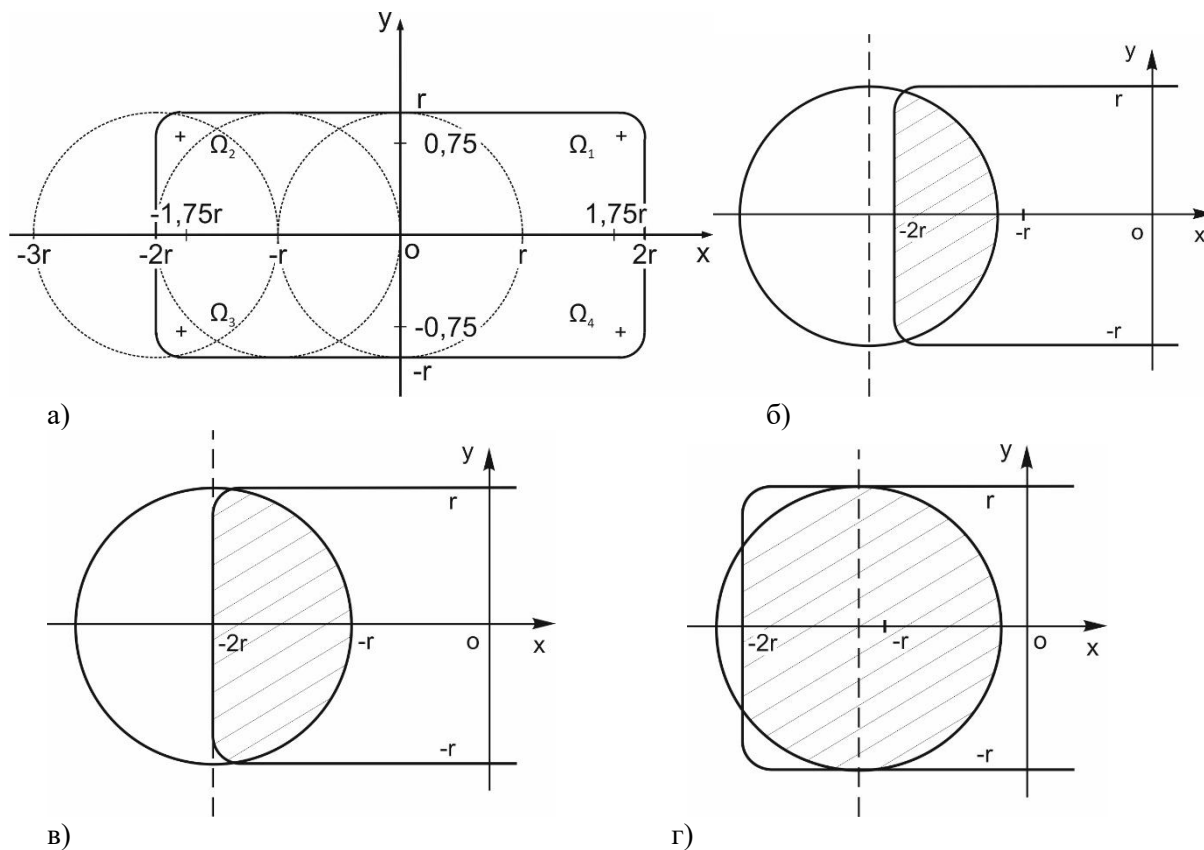 y
r
+ Ω₂ 0,75 Ω₁ +
-1,75r 1,75r
-3r -2r -r o r 2r x
+ Ω₃ -0,75 Ω₄ +
-r
а)
y
r
-2r -r o x
-r
б)
y
r
-2r -r o x
-r
в)
y
r
-2r -r o x
-r
г)